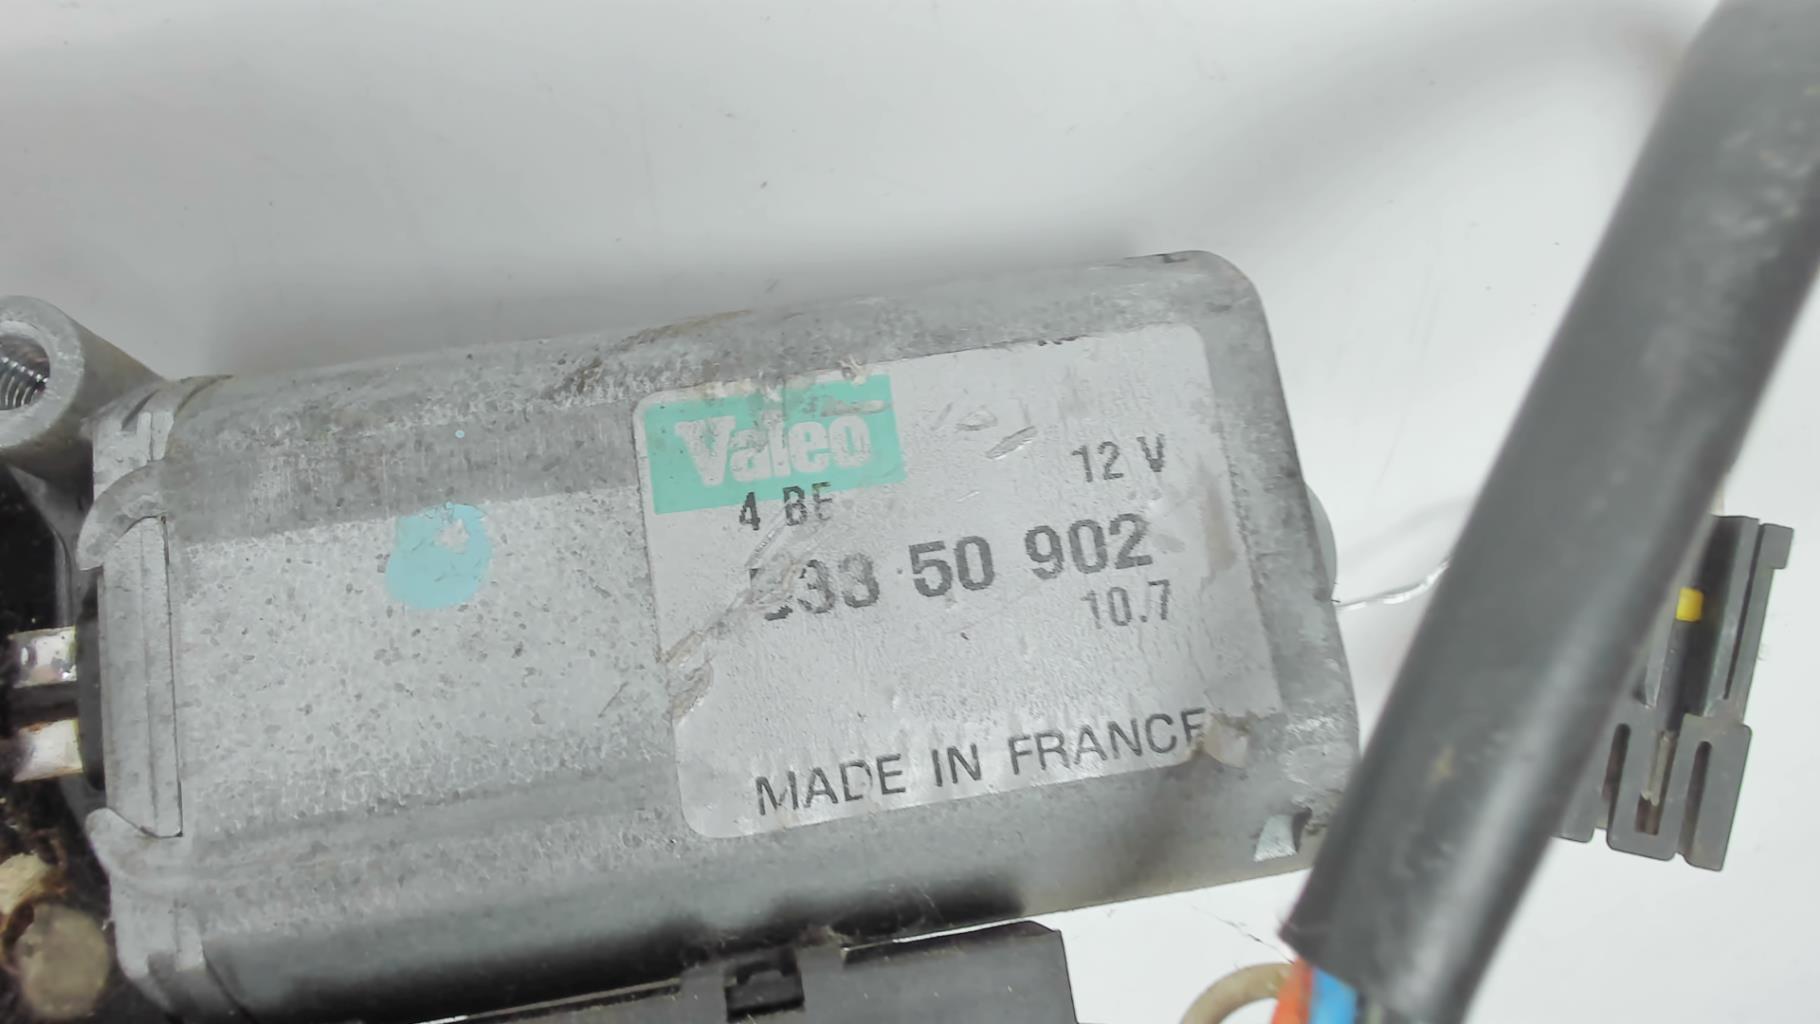 Valeo
12 V
4 BE
50 902
10.7
MADE IN FRANCE